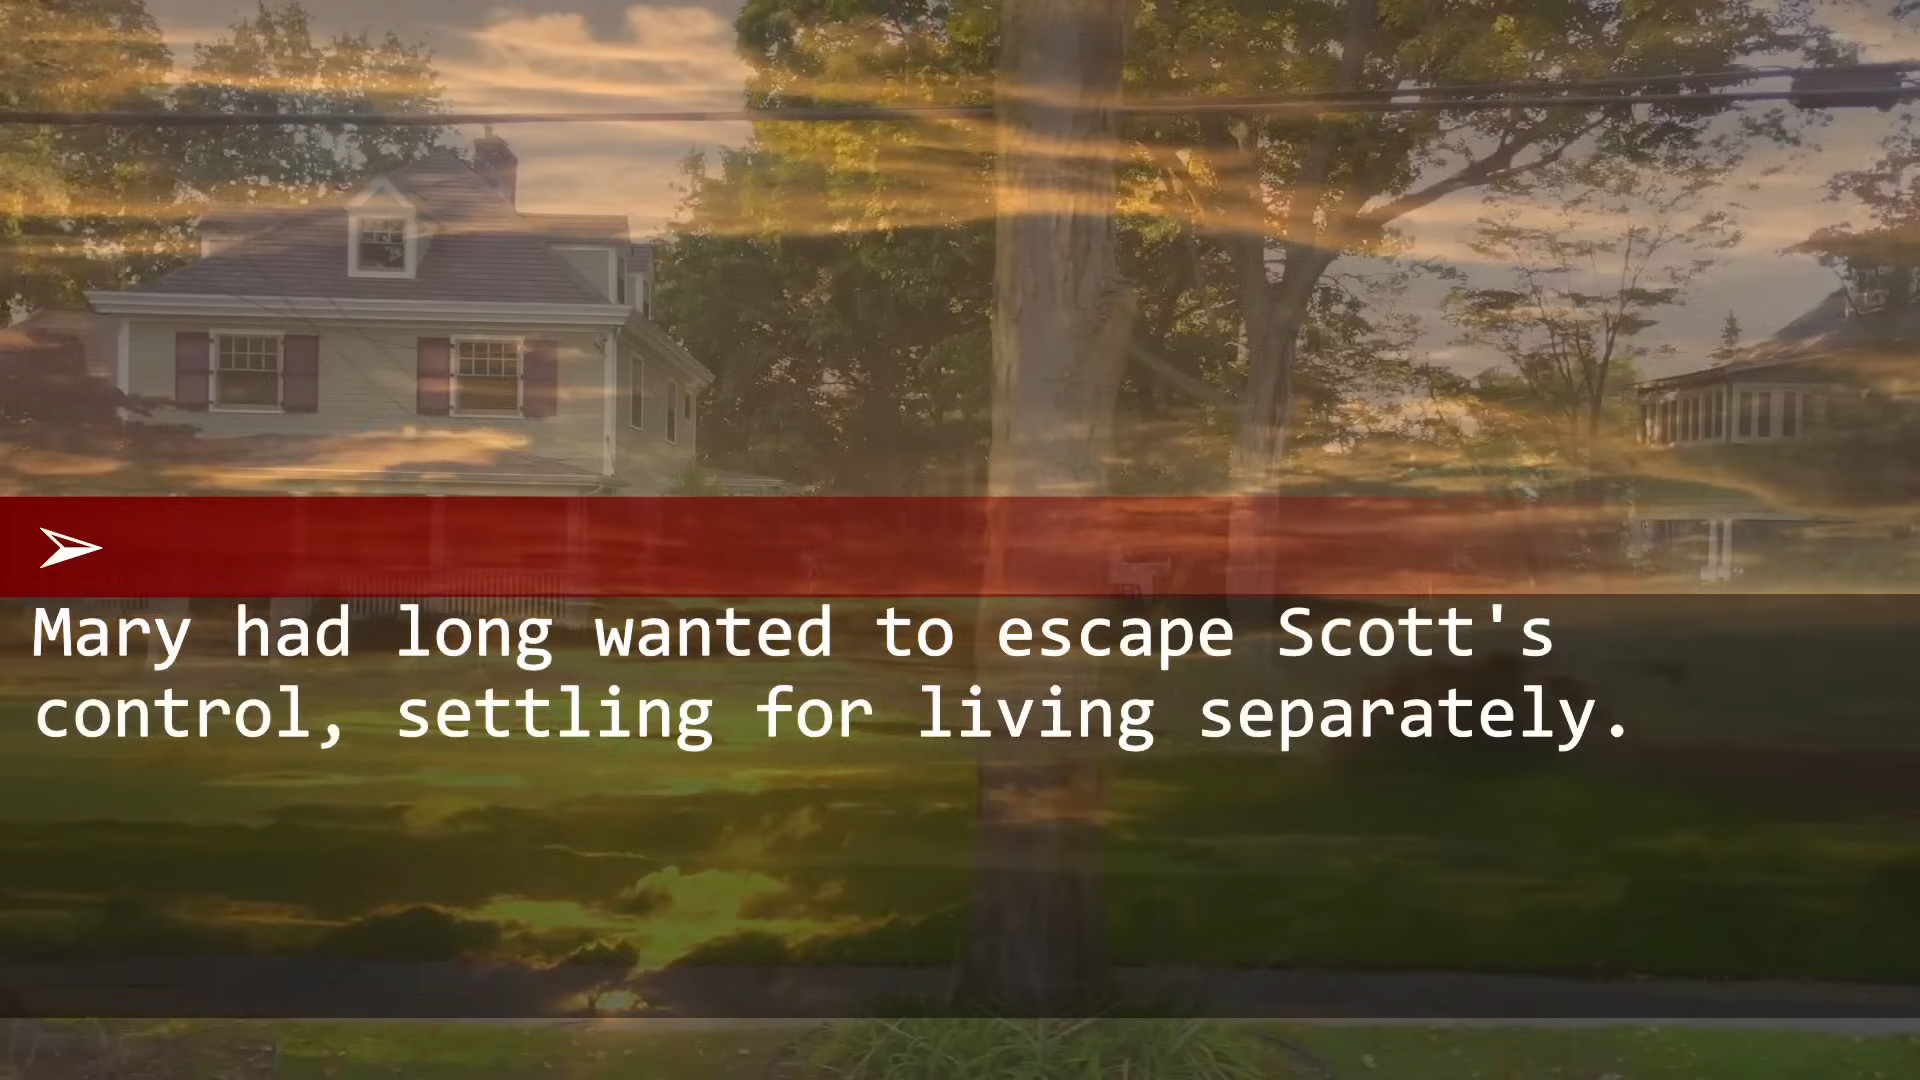 Mary had long wanted to escape Scott's
control, settling for living separately.